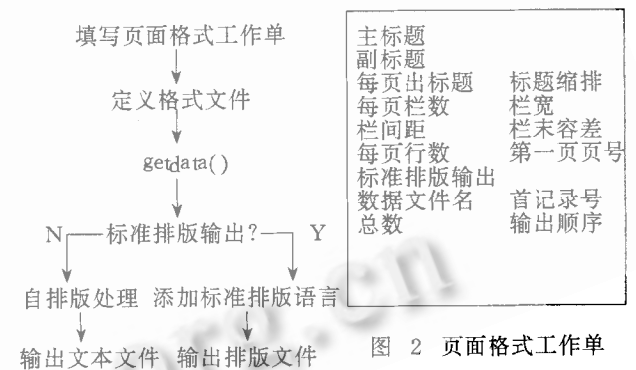 填写页面格式工作单
定义格式文件
getdata()
N 标准排版输出? Y
自排版处理 添加标准排版语言
输出文本文件 输出排版文件
主标题
副标题
每页出标题 标题缩排
每页栏数 栏宽
栏间距 栏末容差
每页行数 第一页页号
标准排版输出
数据文件名 首记录号
总数 输出顺序
图 2 页面格式工作单